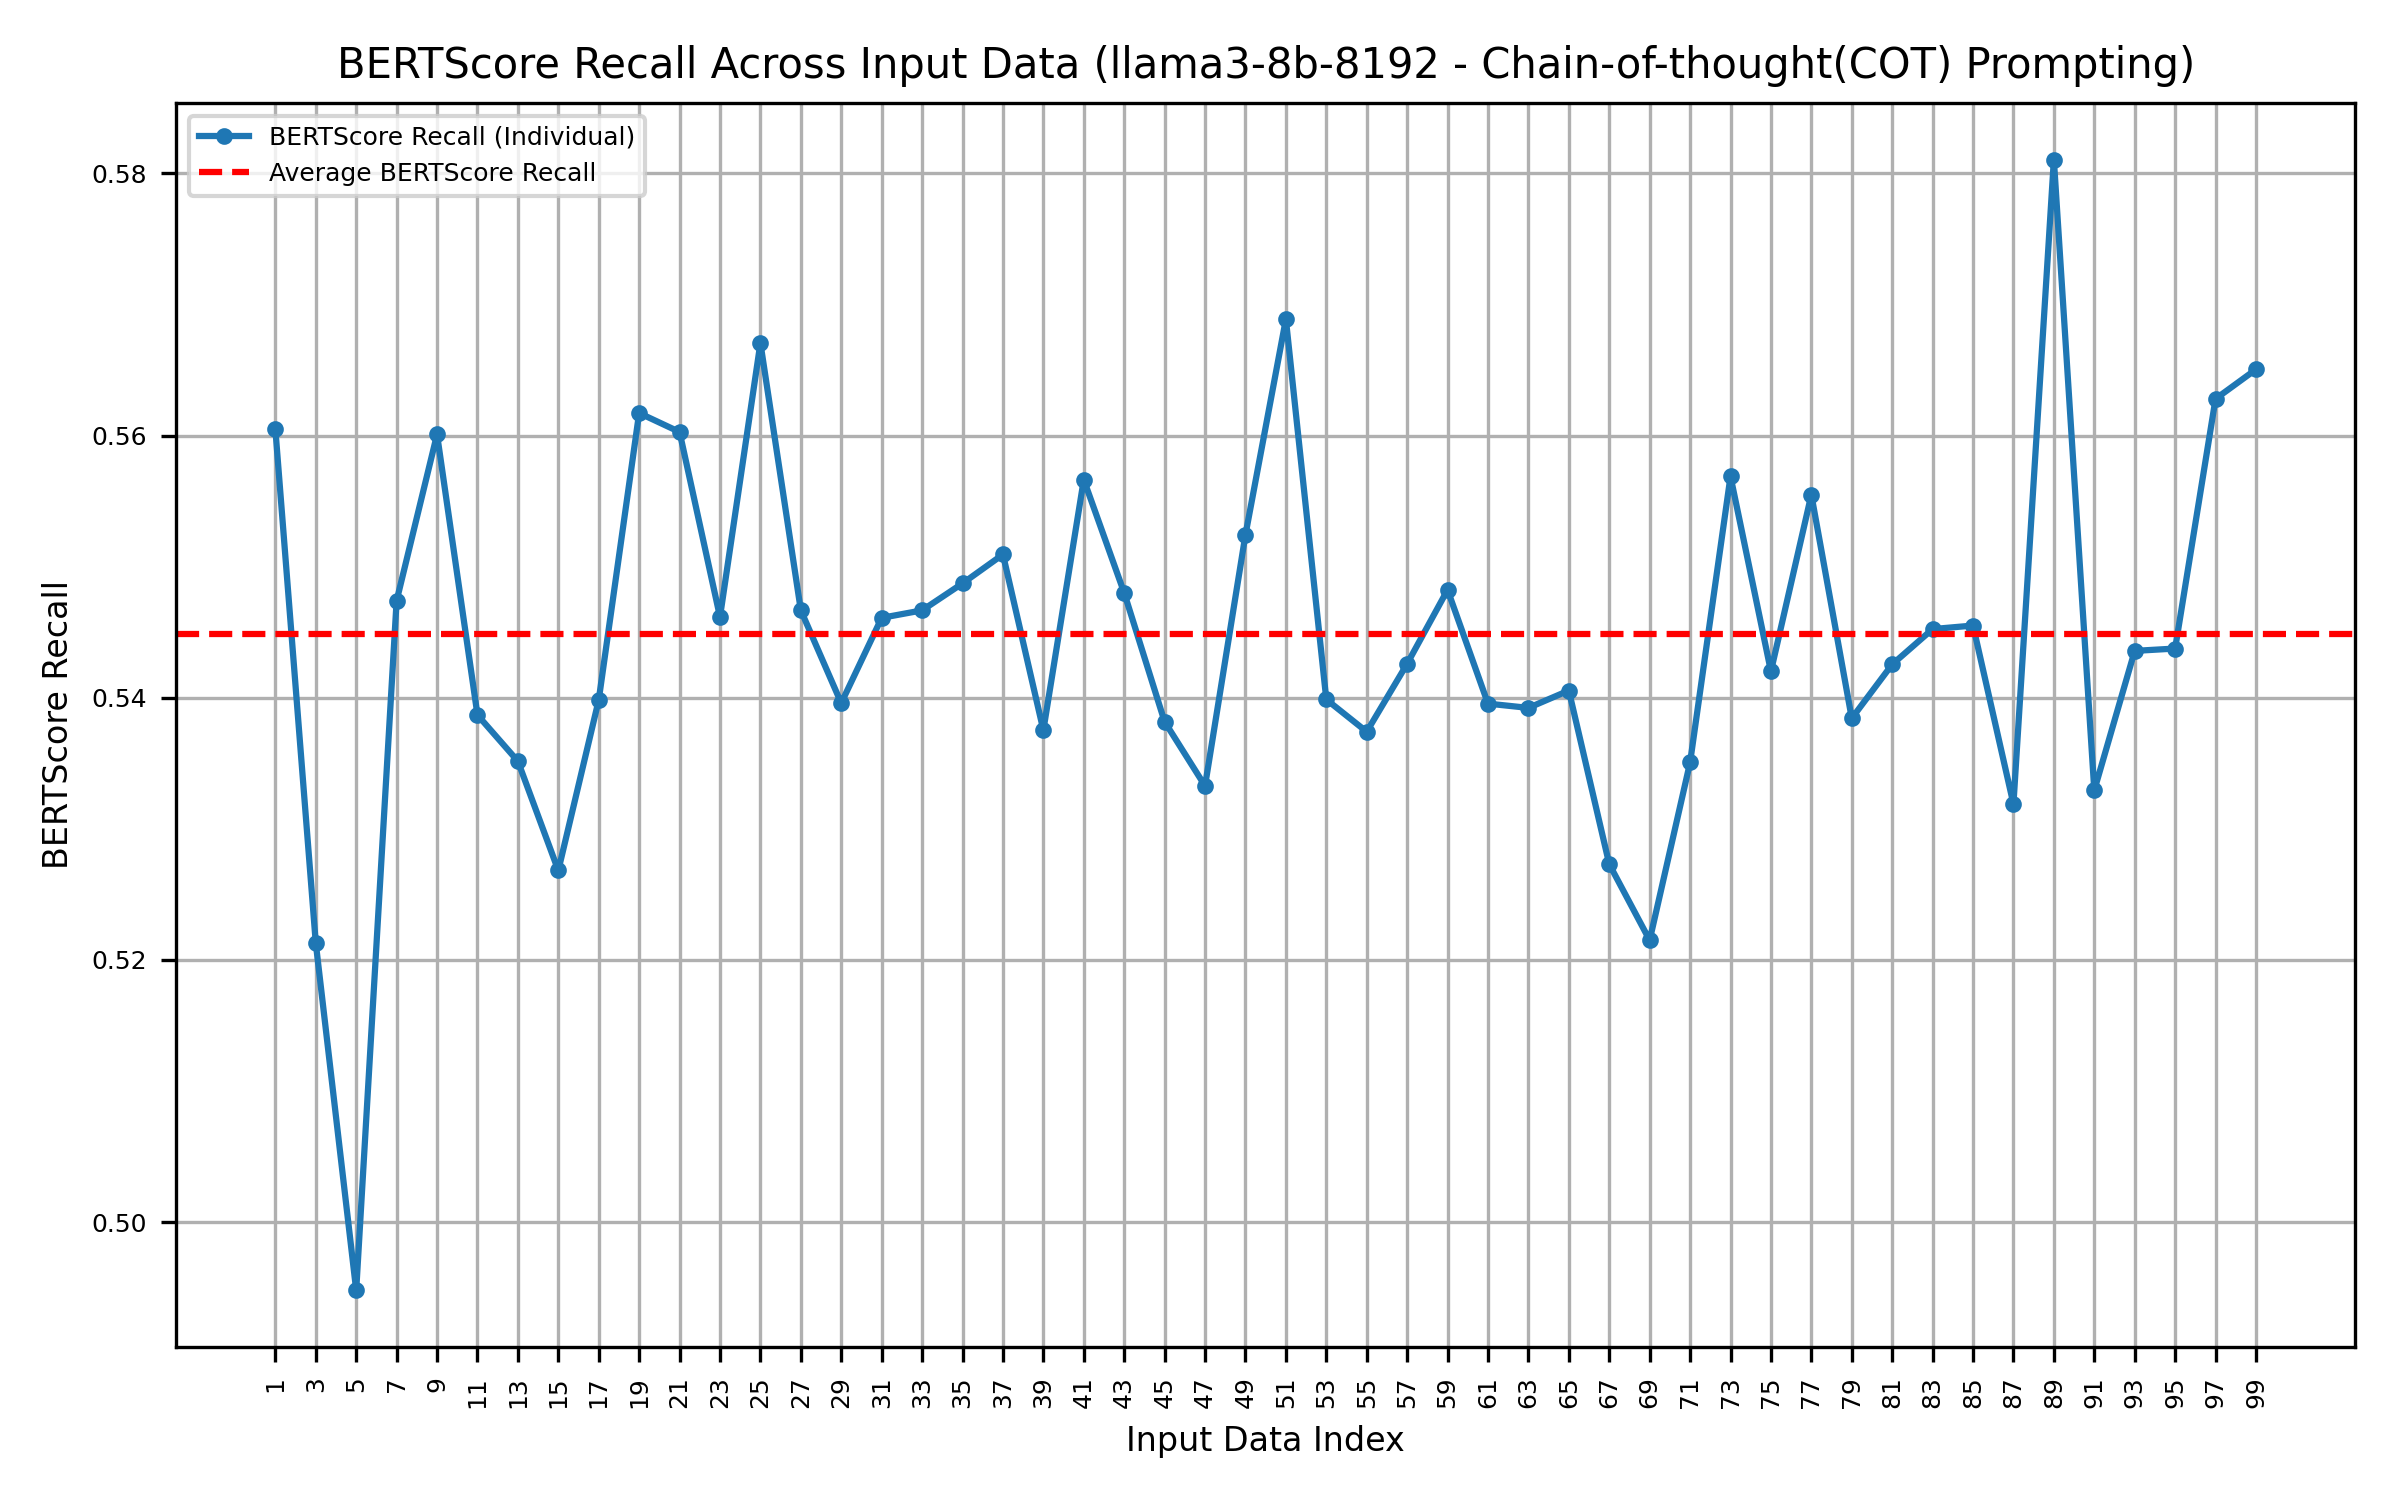 BERTScore Recall Across Input Data (llama3-8b-8192 - Chain-of-thought(COT) Prompting)
BERTScore Recall (Individual)
Average BERTScore Recall
0.58
0.56
0.54
0.52
0.50
BERTScore Recall
1 3 5 7 9 11 13 15 17 19 21 23 25 27 29 31 33 35 37 39 41 43 45 47 49 51 53 55 57 59 61 63 65 67 69 71 73 75 77 79 81 83 85 87 89 91 93 95 97 99
Input Data Index